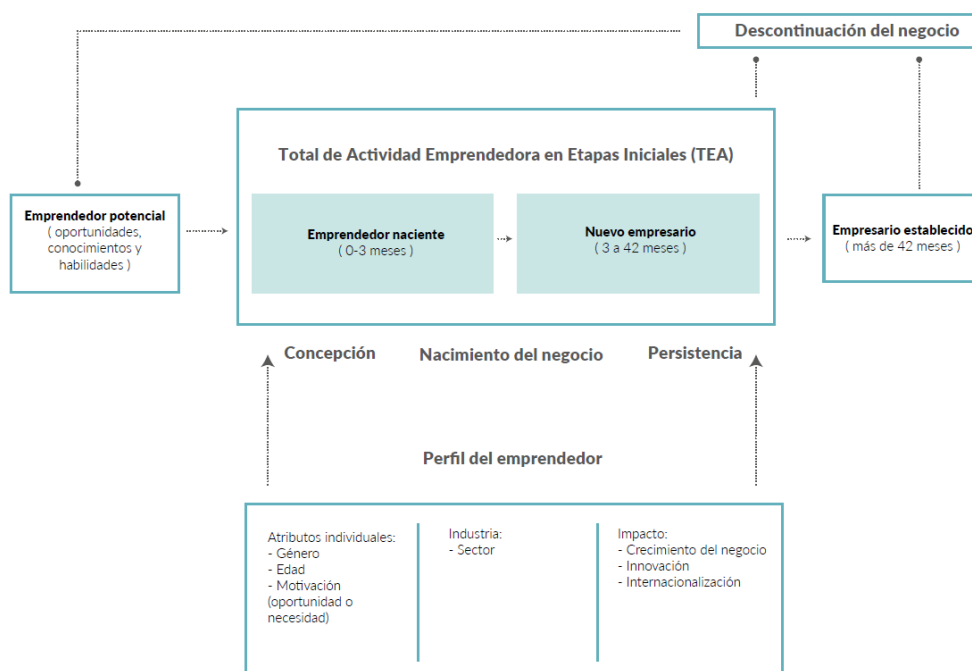 Descontinuación del negocio
Total de Actividad Emprendedora en Etapas Iniciales (TEA)
Emprendedor potencial
( oportunidades,
conocimientos y
habilidades )
Emprendedor naciente
( 0-3 meses )
Nuevo empresario
( 3 a 42 meses )
Empresario establecido
( más de 42 meses )
Concepción
Nacimiento del negocio
Persistencia
Perfil del emprendedor
Atributos individuales:
- Género
- Edad
- Motivación
(oportunidad o
necesidad)
Industria:
- Sector
Impacto:
- Crecimiento del negocio
- Innovación
- Internacionalización